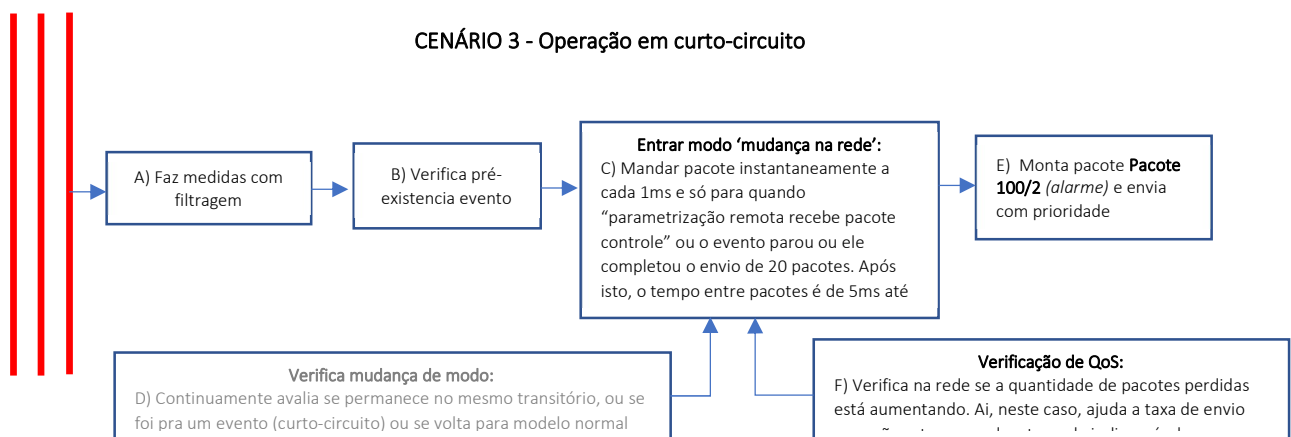 CENÁRIO 3 - Operação em curto-circuito
A) Faz medidas com
filtragem
B) Verifica pré-
existencia evento
Entrar modo ‘mudança na rede’:
C) Mandar pacote instantaneamente a
cada 1ms e só para quando
“parametrização remota recebe pacote
controle” ou o evento parou ou ele
completou o envio de 20 pacotes. Após
isto, o tempo entre pacotes é de 5ms até
E) Monta pacote Pacote
100/2 (alarme) e envia
com prioridade
Verifica mudança de modo:
D) Continuamente avalia se permanece no mesmo transitório, ou se
foi pra um evento (curto-circuito) ou se volta para modelo normal
Verificação de QoS:
F) Verifica na rede se a quantidade de pacotes perdidas
está aumentando. Ai, neste caso, ajuda a taxa de envio